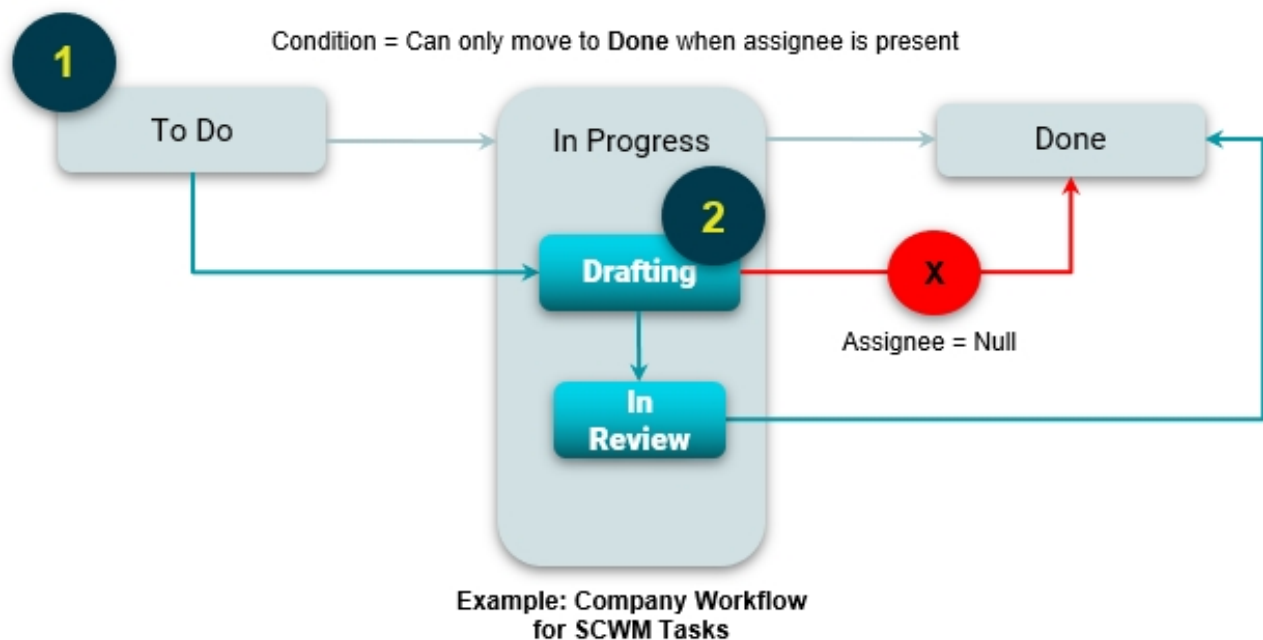 Condition = Can only move to Done when assignee is present
1
To Do
In Progress
Done
2
Drafting
X
Assignee = Null
In
Review
Example: Company Workflow
for SCWM Tasks